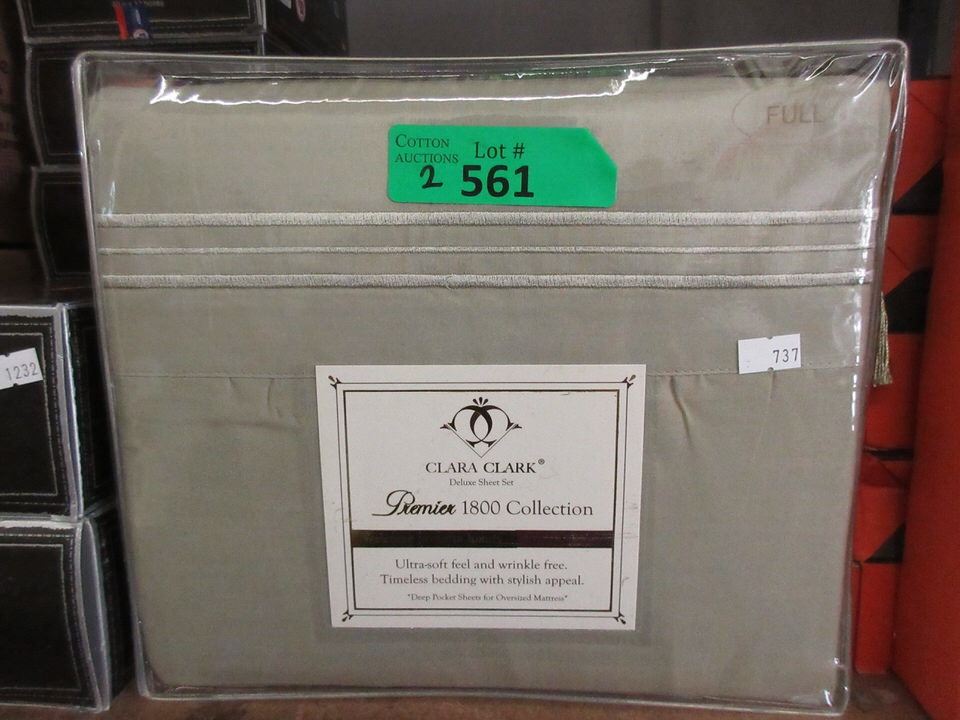 FULL
COTTON
AUCTIONS
Lot #
2 561
737
1232
CLARA CLARK®
Deluxe Sheet Set
Premier 1800 Collection
Ultra-soft feel and wrinkle free.
Timeless bedding with stylish appeal.
"Deep Pocket Sheets for Oversized Mattress"